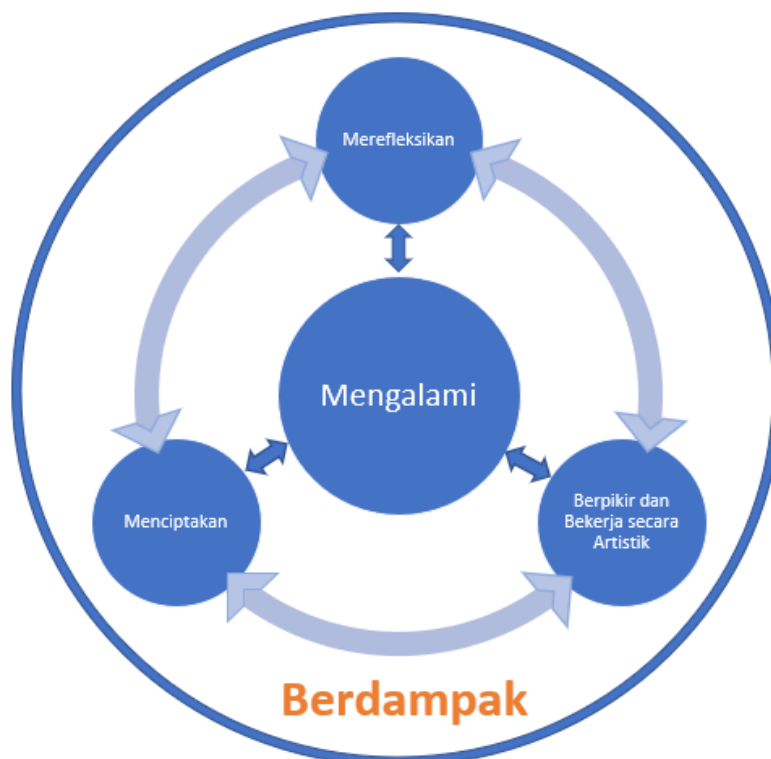 Merefleksikan
Mengalami
Menciptakan
Berpikir dan
Bekerja secara
Artistik
Berdampak